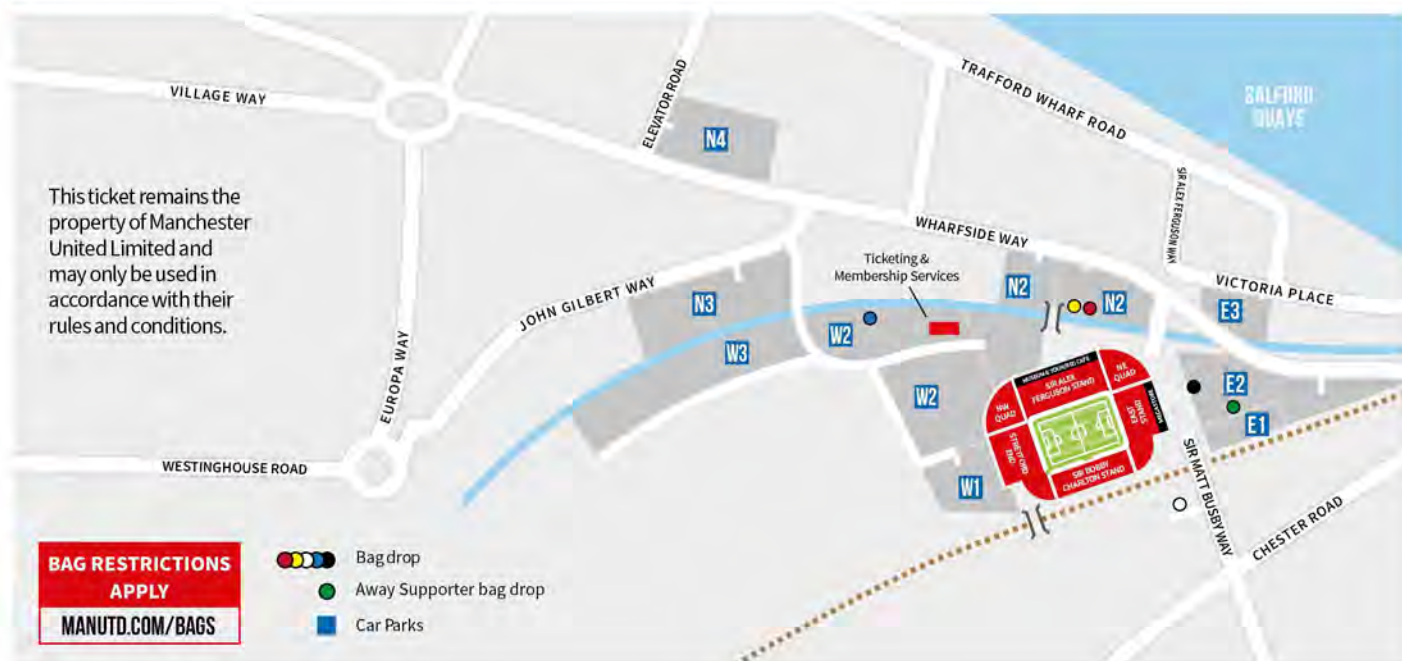 VILLAGE WAY
ELEVATOR ROAD
TRAFFORD WHARF ROAD
SALFORD
QUAYS
N4
This ticket remains the
property of Manchester
United Limited and
may only be used in
accordance with their
rules and conditions.
SIR ALEX FERGUSON WAY
WHARFSIDE WAY
Ticketing &
Membership Services
VICTORIA PLACE
JOHN GILBERT WAY
N3
N2
N2
E3
EUROPA WAY
W3
W2
MUSEUM & TOURS/RED CAFE
SIR ALEX
FERGUSON STAND
NE
QUAD
E2
W2
NW
QUAD
EAST
STAND
MEGASTORE
E1
STRETFORD
END
SIR BOBBY
CHARLTON STAND
WESTINGHOUSE ROAD
W1
SIR MATT BUSBY WAY
CHESTER ROAD
BAG RESTRICTIONS
APPLY
MANUTD.COM/BAGS
Bag drop
Away Supporter bag drop
Car Parks